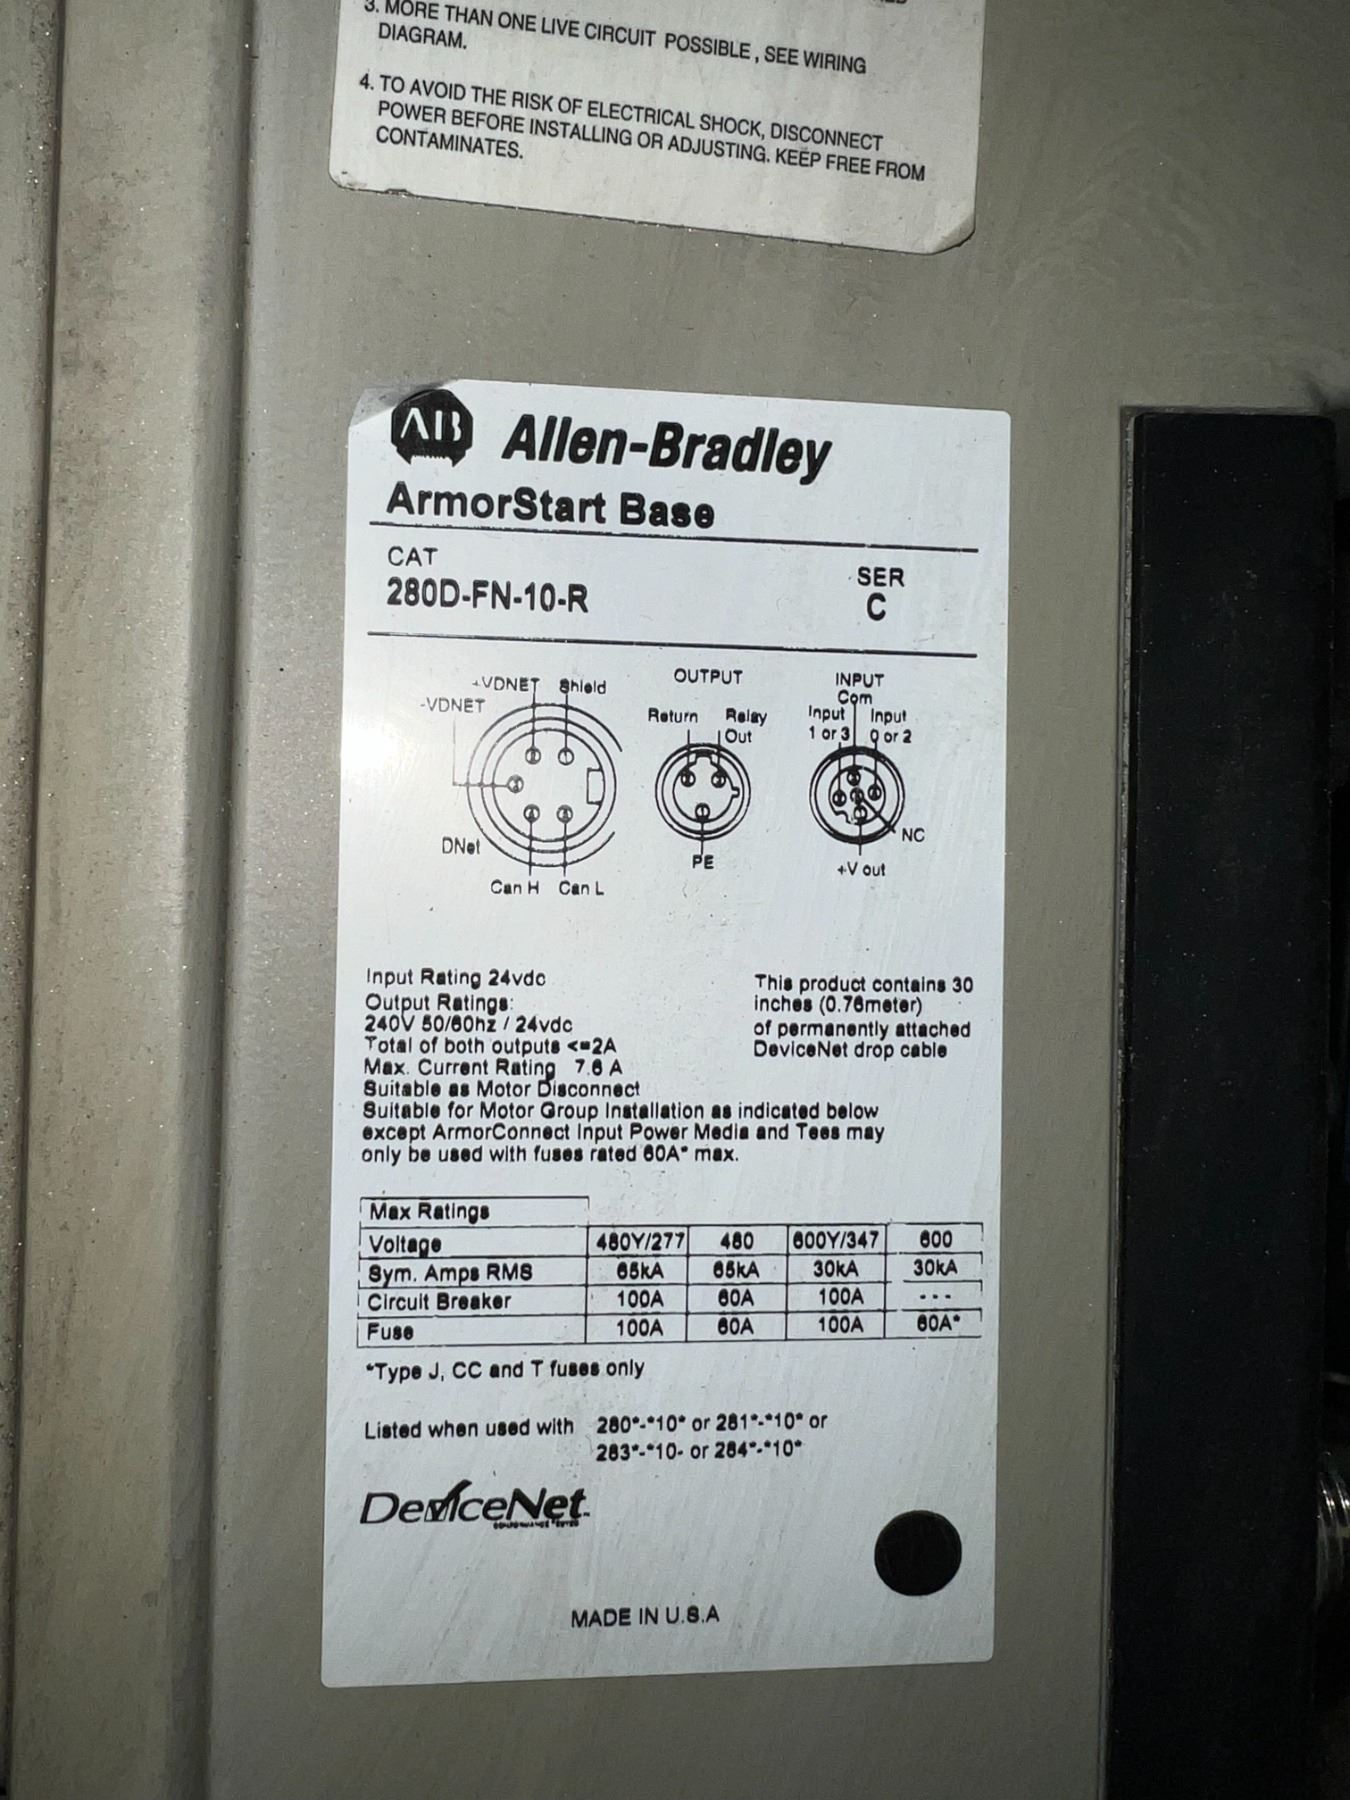 3. MORE THAN ONE LIVE CIRCUIT POSSIBLE, SEE WIRING
DIAGRAM.
4. TO AVOID THE RISK OF ELECTRICAL SHOCK, DISCONNECT
POWER BEFORE INSTALLING OR ADJUSTING. KEEP FREE FROM
CONTAMINATES.
AB Allen-Bradley
ArmorStart Base
CAT
280D-FN-10-R
SER
C
+VDNET Shield
-VDNET
DNet
Can H Can L
OUTPUT
Return Relay
Out
PE
INPUT
Com
Input Input
1 or 3 0 or 2
NC
+V out
Input Rating 24vdc
Output Ratings:
240V 50/60hz / 24vdc
Total of both outputs <=2A
Max. Current Rating 7.6 A
Suitable as Motor Disconnect
Suitable for Motor Group Installation as indicated below
except ArmorConnect Input Power Media and Tees may
only be used with fuses rated 60A* max.
This product contains 30
inches (0.76meter)
of permanently attached
DeviceNet drop cable
Max Ratings
Voltage 480Y/277 480 600Y/347 600
Sym. Amps RMS 65kA 65kA 30kA 30kA
Circuit Breaker 100A 60A 100A ---
Fuse 100A 60A 100A 60A*
*Type J, CC and T fuses only
Listed when used with 280*-*10* or 281*-*10* or
283*-*10- or 284*-*10*
DeviceNet
MADE IN U.S.A